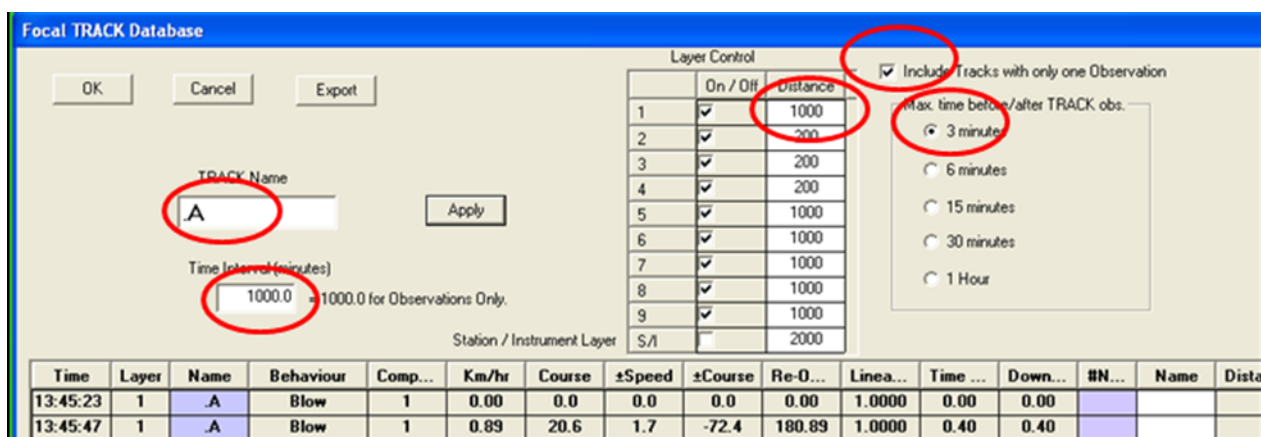 Focal TRACK Database
OK Cancel Export
Layer Control
On / Off Distance
1 1000
2 200
3 200
4 200
5 1000
6 1000
7 1000
8 1000
9 1000
Station / Instrument Layer S/I 2000
Include Tracks with only one Observation
Max. time before/after TRACK obs.
3 minutes
6 minutes
15 minutes
30 minutes
1 Hour
TRACK Name
.A
Apply
Time Interval (minutes)
1000.0 = 1000.0 for Observations Only.
Time Layer Name Behaviour Comp... Km/hr Course ±Speed ±Course Re-O... Linea... Time ... Down... #N... Name Dista
13:45:23 1 .A Blow 1 0.00 0.0 0.0 0.0 0.00 1.0000 0.00 0.00
13:45:47 1 .A Blow 1 0.89 20.6 1.7 -72.4 180.89 1.0000 0.40 0.40